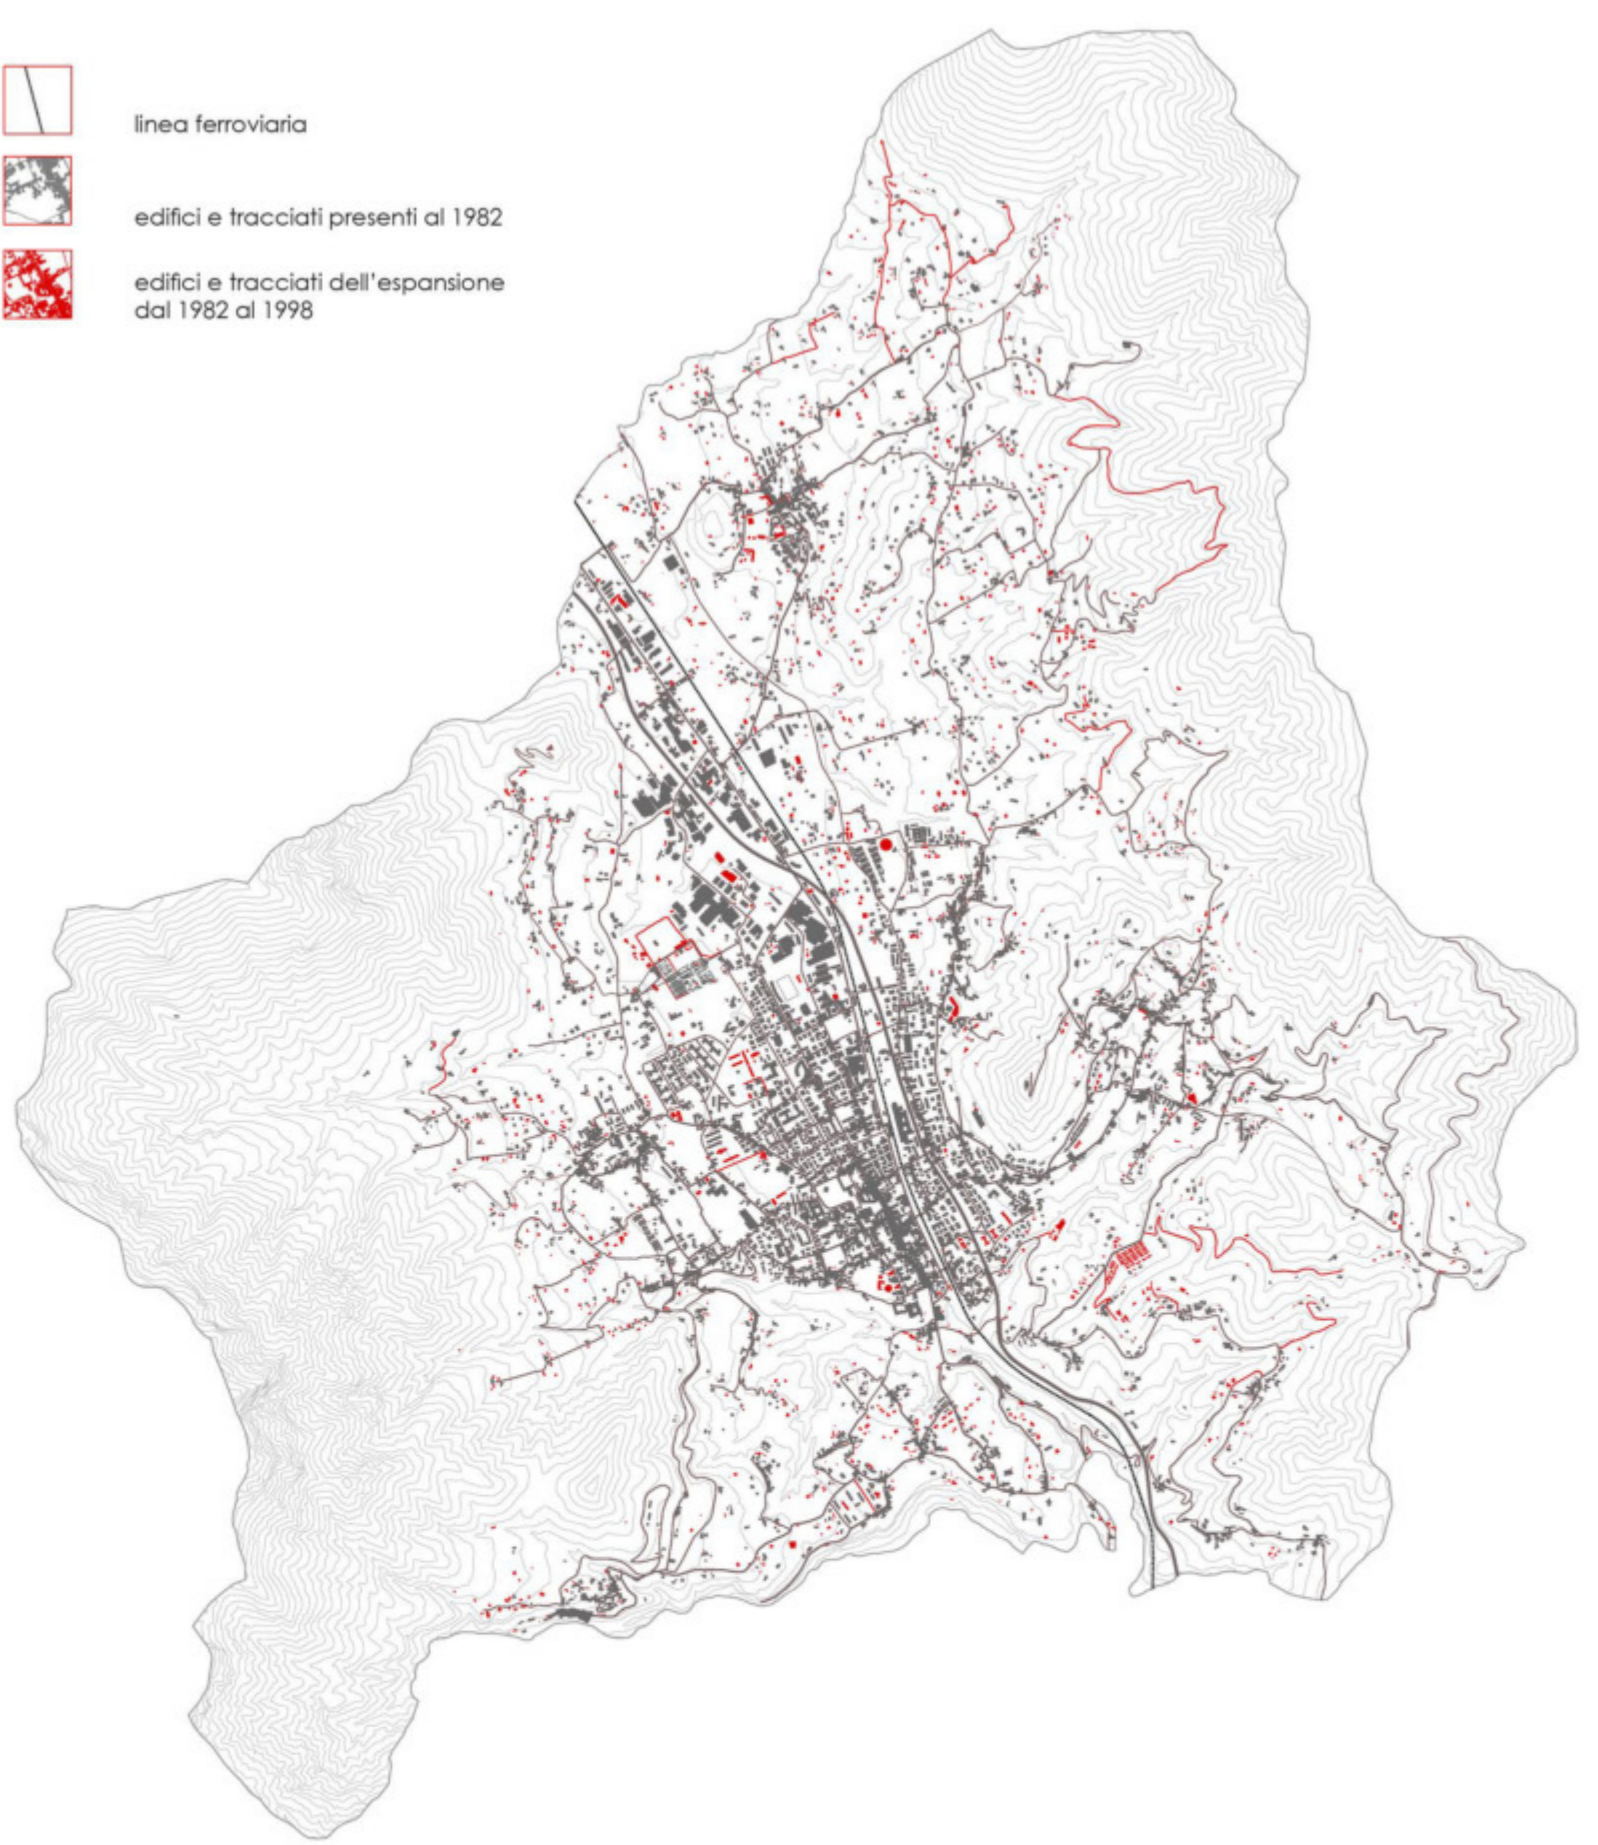 linea ferroviaria
edifici e tracciati presenti al 1982
edifici e tracciati dell'espansione
dal 1982 al 1998